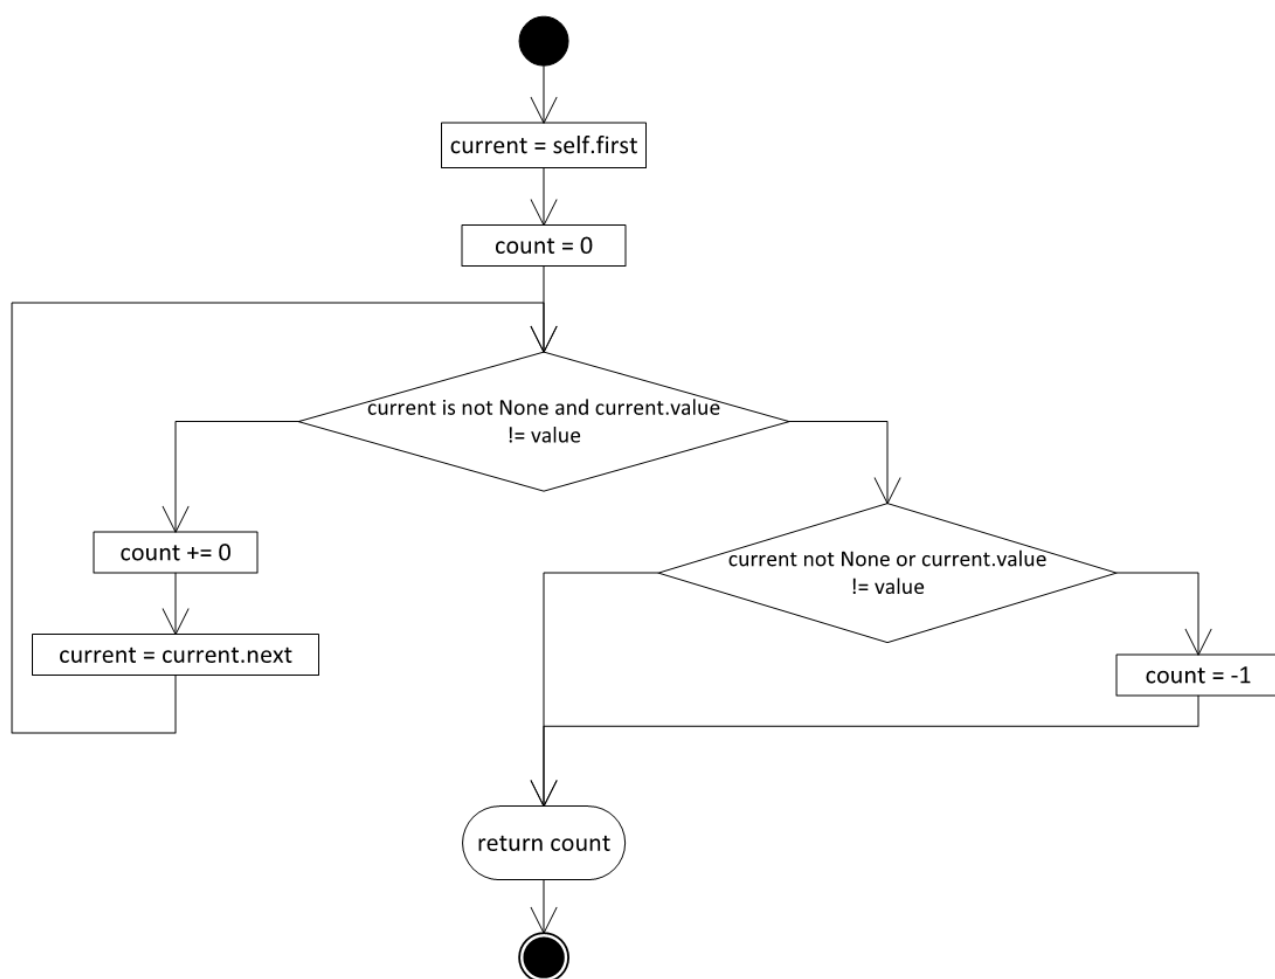 current = self.first
count = 0
current is not None and current.value
!= value
count += 0
current = current.next
current not None or current.value
!= value
count = -1
return count